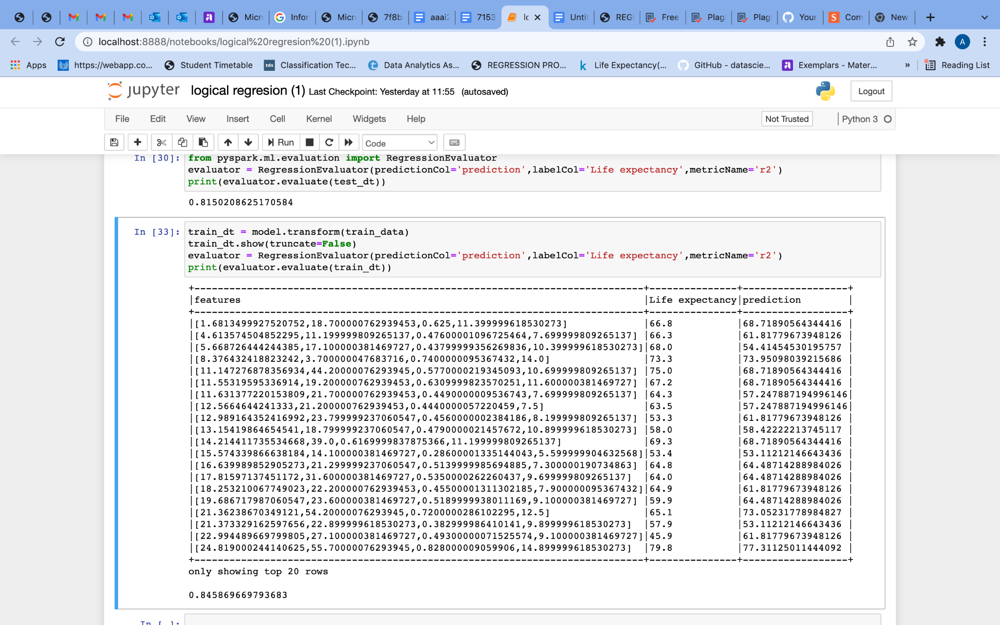 Micr
Infor
Micr
7f8b
aaai2
7153
lc
Unti
REG
Free
Plag
Plag
Your
S
Com
New
localhost:8888/notebooks/logical%20regresion%20(1).ipynb
A
Apps
https://webapp.co...
Student Timetable
tds
Classification Tec...
Data Analytics As...
REGRESSION PRO...
k
Life Expectancy(...
GitHub - datascie...
Exemplars - Mater...
»
Reading List
jupyter
logical regresion (1) Last Checkpoint: Yesterday at 11:55 (autosaved)
Logout
File Edit View Insert Cell Kernel Widgets Help
Not Trusted
Python 3
Run
Code
In [30]: from pyspark.ml.evaluation import RegressionEvaluator
evaluator = RegressionEvaluator(predictionCol='prediction',labelCol='Life expectancy',metricName='r2')
print(evaluator.evaluate(test_dt))
0.8150208625170584
In [33]: train_dt = model.transform(train_data)
train_dt.show(truncate=False)
evaluator = RegressionEvaluator(predictionCol='prediction',labelCol='Life expectancy',metricName='r2')
print(evaluator.evaluate(train_dt))
+-----------------------------------------------------------------------------+---------------+------------------+
|features                                                                     |Life expectancy|prediction        |
+-----------------------------------------------------------------------------+---------------+------------------+
|[1.6813499927520752,18.700000762939453,0.625,11.399999618530273]             |66.8           |68.71890564344416 |
|[4.613574504852295,11.199999809265137,0.47600001096725464,7.699999809265137] |66.3           |61.81779673948126 |
|[5.668726444244385,17.100000381469727,0.43799999356269836,10.399999618530273]|68.0           |54.41454530195757 |
|[8.376432418823242,3.700000047683716,0.7400000095367432,14.0]                |73.3           |73.95098039215686 |
|[11.147276878356934,44.20000076293945,0.5770000219345093,10.699999809265137] |75.0           |68.71890564344416 |
|[11.55319595336914,19.200000762939453,0.6309999823570251,11.600000381469727] |67.2           |68.71890564344416 |
|[11.631377220153809,21.700000762939453,0.4490000009536743,7.699999809265137] |64.3           |57.247887194996146|
|[12.5664644241333,21.200000762939453,0.4440000057220459,7.5]                 |63.5           |57.247887194996146|
|[12.989164352416992,23.799999237060547,0.4560000002384186,8.199999809265137] |53.3           |61.81779673948126 |
|[13.15419864654541,18.799999237060547,0.4790000021457672,10.899999618530273] |58.0           |58.42222213745117 |
|[14.214411735534668,39.0,0.6169999837875366,11.199999809265137]              |69.3           |68.71890564344416 |
|[15.574339866638184,14.100000381469727,0.28600001335144043,5.599999904632568]|53.4           |53.11212146643436 |
|[16.639989852905273,21.299999237060547,0.5139999985694885,7.300000190734863] |64.8           |64.48714288984026 |
|[17.81597137451172,31.600000381469727,0.5350000262260437,9.699999809265137]  |64.0           |64.48714288984026 |
|[18.253210067749023,22.200000762939453,0.45500001311302185,7.900000095367432]|64.9           |61.81779673948126 |
|[19.686717987060547,23.600000381469727,0.5189999938011169,9.100000381469727] |59.9           |64.48714288984026 |
|[21.36238670349121,54.20000076293945,0.7200000286102295,12.5]                |65.1           |73.05231778984827 |
|[21.373329162597656,22.899999618530273,0.382999986410141,9.899999618530273]  |57.9           |53.11212146643436 |
|[22.994489669799805,27.100000381469727,0.49300000071525574,9.100000381469727]|45.9           |61.81779673948126 |
|[24.819000244140625,55.70000076293945,0.828000009059906,14.899999618530273]  |79.8           |77.31125011444092 |
+-----------------------------------------------------------------------------+---------------+------------------+
only showing top 20 rows
0.845869669793683
In [ ]: